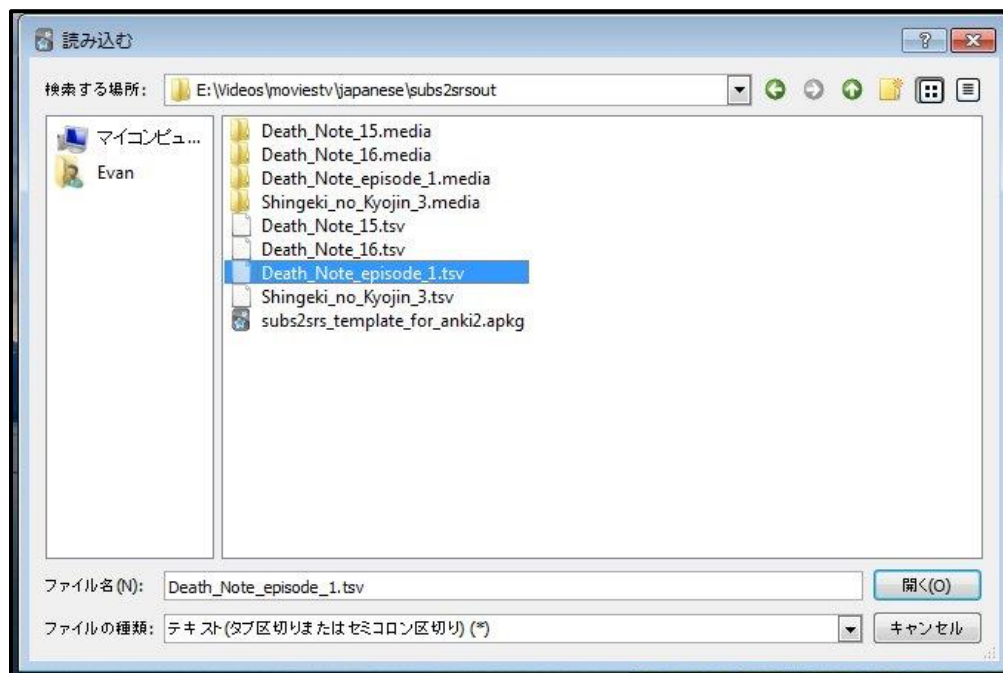 読み込む
検索する場所: E:\Videos\moviestv\japanese\subs2srsout
マイコンピュ...
Evan
Death_Note_15.media
Death_Note_16.media
Death_Note_episode_1.media
Shingeki_no_Kyojin_3.media
Death_Note_15.tsv
Death_Note_16.tsv
Death_Note_episode_1.tsv
Shingeki_no_Kyojin_3.tsv
subs2srs_template_for_anki2.apkg
ファイル名(N): Death_Note_episode_1.tsv 開く(O)
ファイルの種類: テキスト(タブ区切りまたはセミコロン区切り) (*) キャンセル